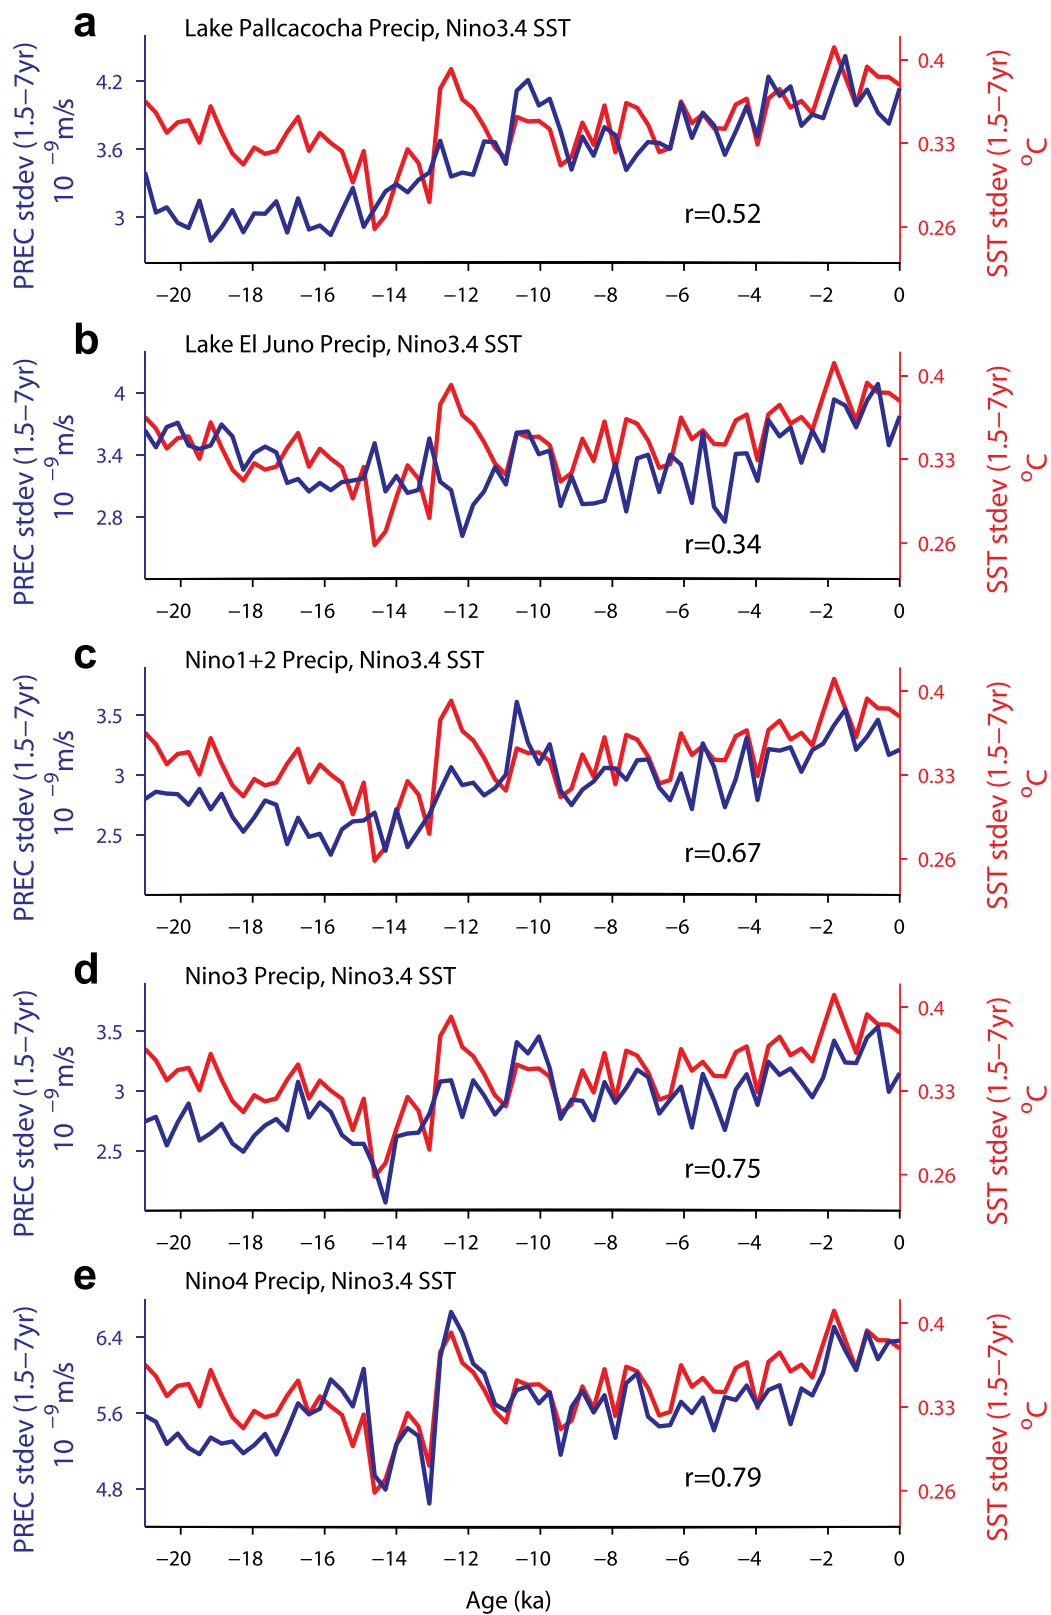 a
Lake Pallcacocha Precip, Nino3.4 SST
PREC stdev (1.5−7yr)
10 −9 m/s
4.2
3.6
3
0.4
0.33
0.26
SST stdev (1.5−7yr)
oC
r=0.52
−20 −18 −16 −14 −12 −10 −8 −6 −4 −2 0
b
Lake El Juno Precip, Nino3.4 SST
PREC stdev (1.5−7yr)
10 −9 m/s
4
3.4
2.8
0.4
0.33
0.26
SST stdev (1.5−7yr)
oC
r=0.34
−20 −18 −16 −14 −12 −10 −8 −6 −4 −2 0
c
Nino1+2 Precip, Nino3.4 SST
PREC stdev (1.5−7yr)
10 −9 m/s
3.5
3
2.5
0.4
0.33
0.26
SST stdev (1.5−7yr)
oC
r=0.67
−20 −18 −16 −14 −12 −10 −8 −6 −4 −2 0
d
Nino3 Precip, Nino3.4 SST
PREC stdev (1.5−7yr)
10 −9 m/s
3.5
3
2.5
0.4
0.33
0.26
SST stdev (1.5−7yr)
oC
r=0.75
−20 −18 −16 −14 −12 −10 −8 −6 −4 −2 0
e
Nino4 Precip, Nino3.4 SST
PREC stdev (1.5−7yr)
10 −9 m/s
6.4
5.6
4.8
0.4
0.33
0.26
SST stdev (1.5−7yr)
oC
r=0.79
−20 −18 −16 −14 −12 −10 −8 −6 −4 −2 0
Age (ka)